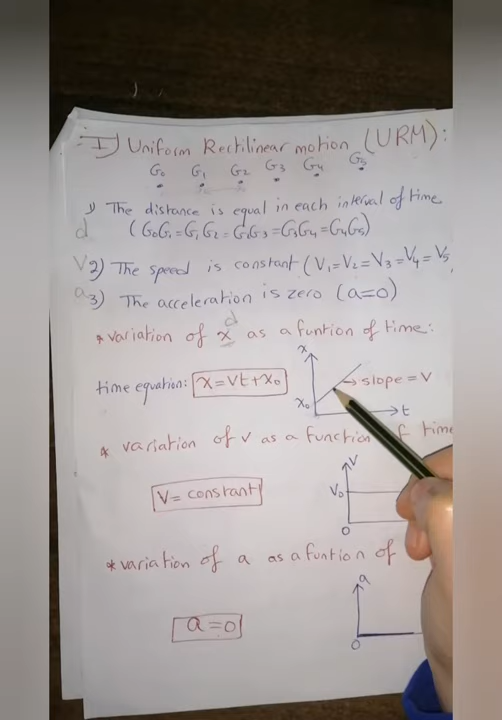 I) Uniform Rectilinear motion (URM):
G₀ G₁ G₂ G₃ G₄ G₅
1) The distance is equal in each interval of time
d (G₀G₁=G₁G₂=G₂G₃=G₃G₄=G₄G₅)
V 2) The speed is constant (V₁=V₂=V₃=V₄=V₅
a 3) The acceleration is zero (a=0)
d
* variation of x as a funtion of time:
x
time equation: x=vt+x₀
slope = V
x₀
t
* variation of v as a function f time
V
V= constant
V₀
0
* variation of a as a funtion of
a
a=0
0